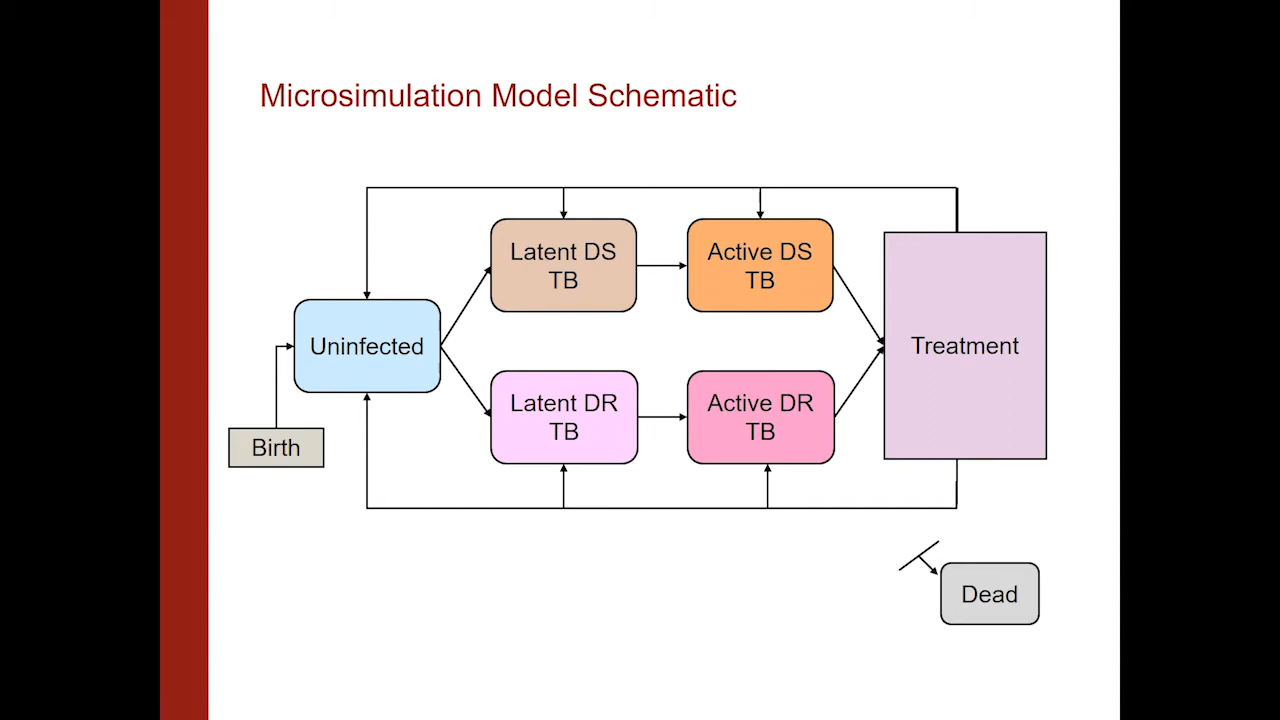 Microsimulation Model Schematic
Latent DS
TB
Active DS
TB
Uninfected
Treatment
Latent DR
TB
Active DR
TB
Birth
Dead